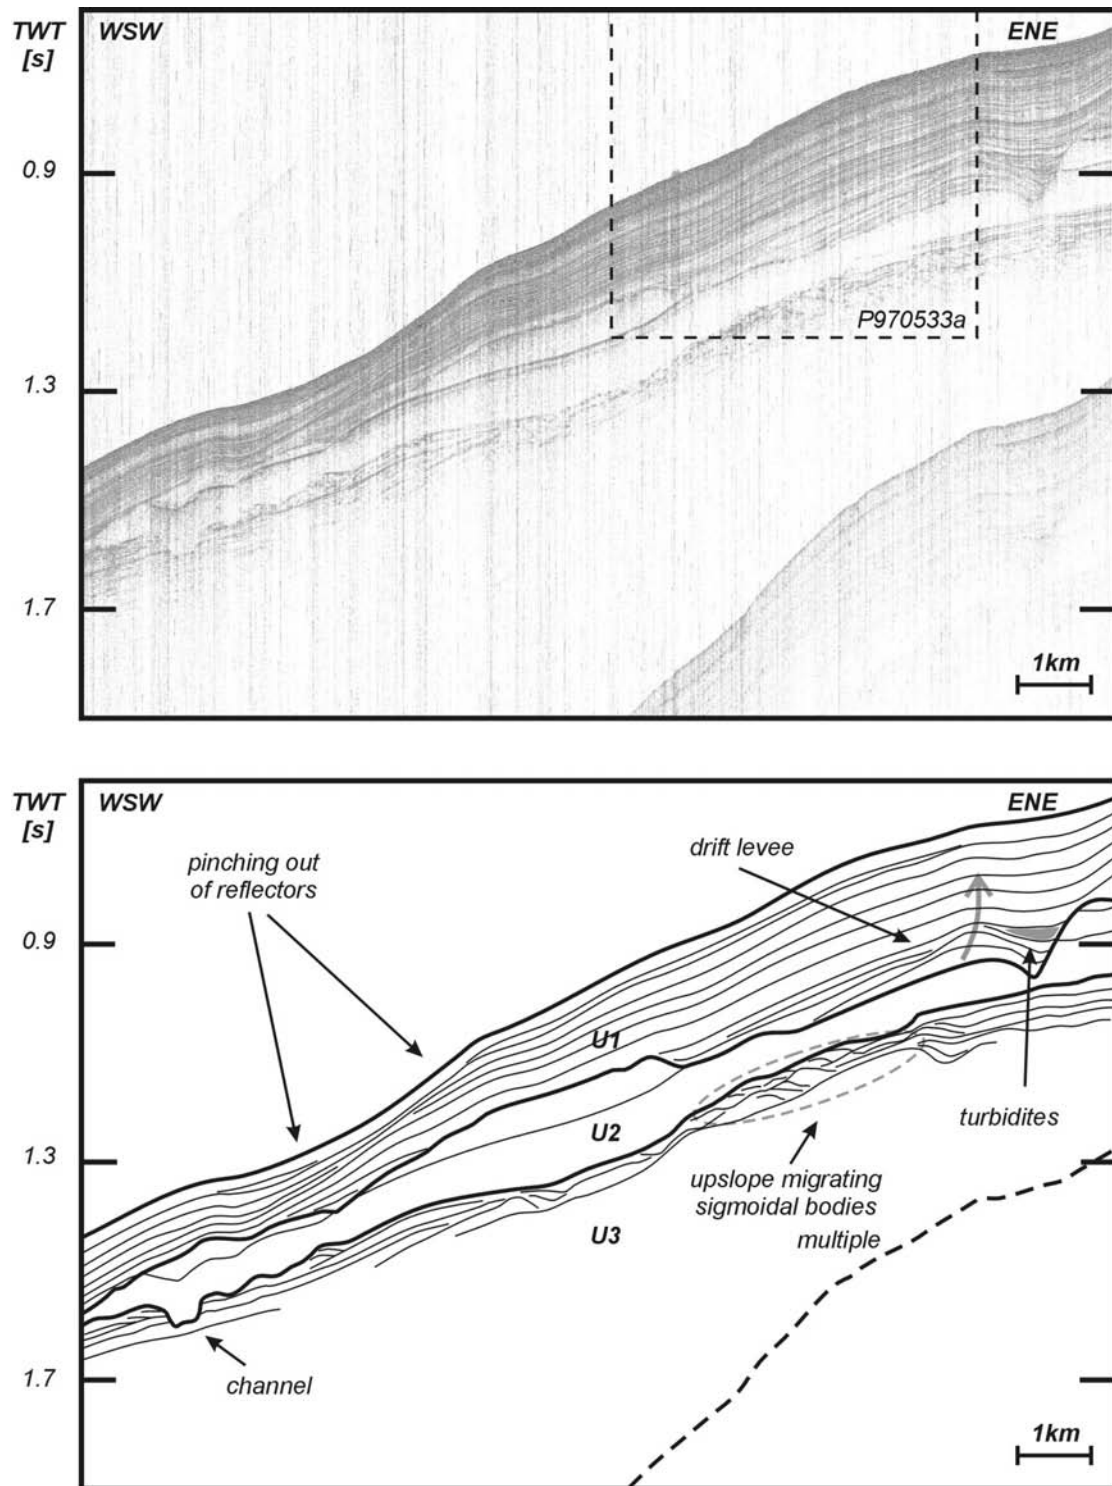 TWT
[s]
WSW
ENE
0.9
P970533a
1.3
1.7
1km
TWT
[s]
WSW
ENE
pinching out
of reflectors
drift levee
0.9
U1
turbidites
U2
1.3
upslope migrating
sigmoidal bodies
U3
multiple
channel
1.7
1km